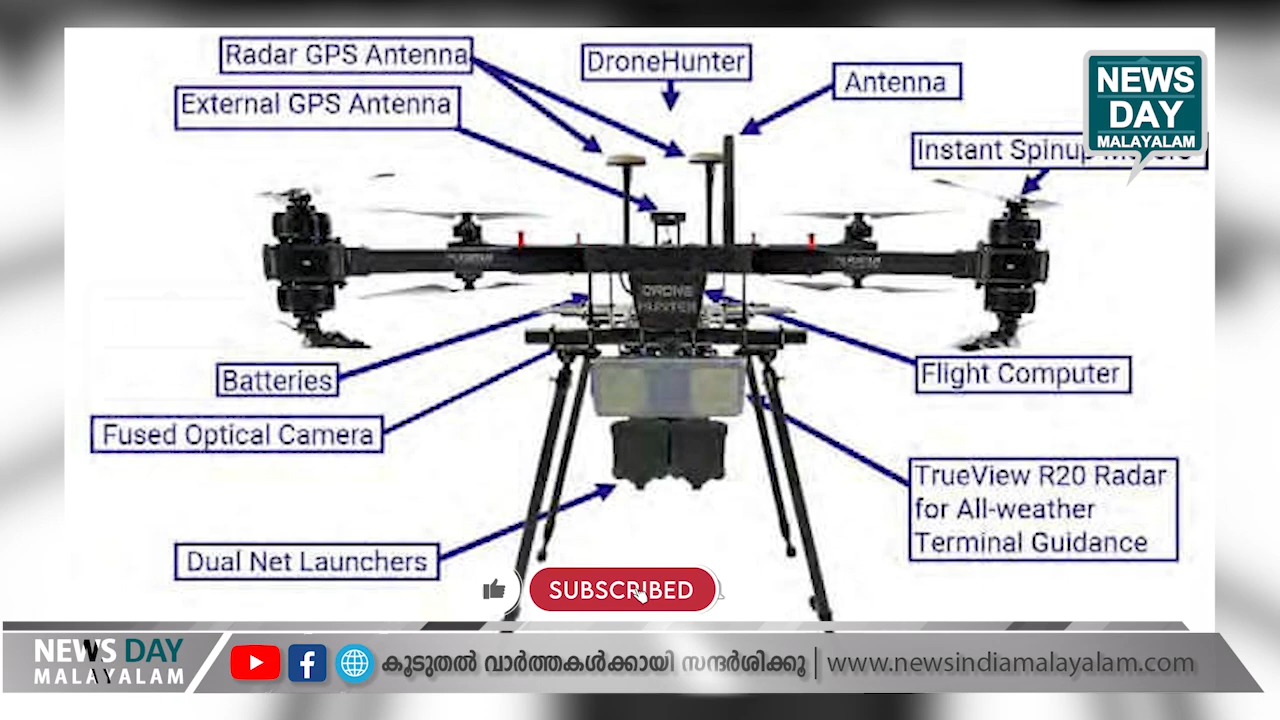 Radar GPS Antenna
DroneHunter
Antenna
External GPS Antenna
NEWS
DAY
MALAYALAM
Instant Spinup
DRONE
HUNTER
Batteries
Flight Computer
Fused Optical Camera
TrueView R20 Radar
for All-weather
Terminal Guidance
Dual Net Launchers
SUBSCRIBED
NEWS DAY
MALAYALAM
കൂടുതൽ വാർത്തകൾക്കായി സന്ദർശിക്കൂ | www.newsindiamalayalam.com